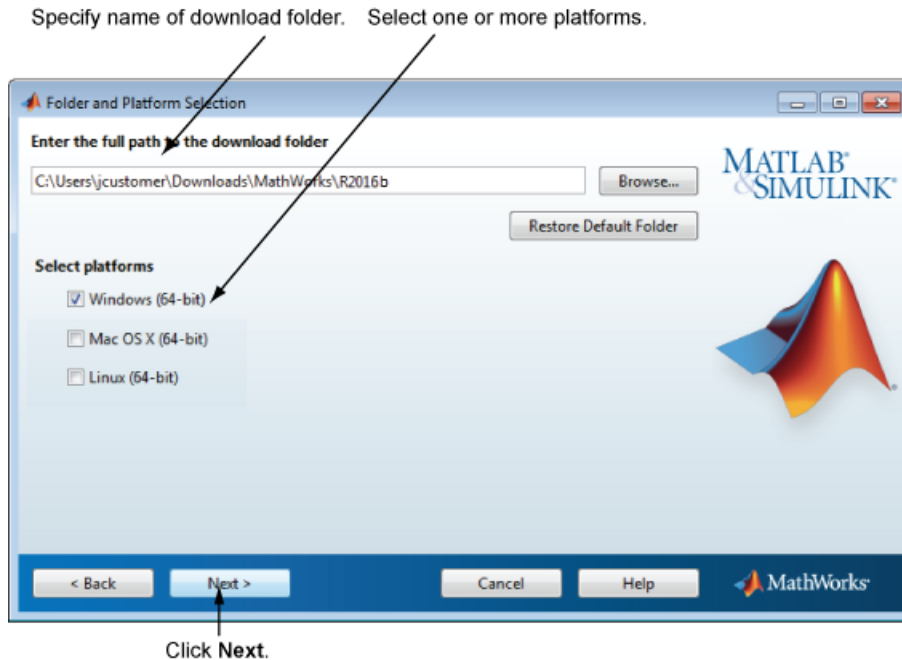 Specify name of download folder. Select one or more platforms.
Folder and Platform Selection
Enter the full path to the download folder
C:\Users\jcustomer\Downloads\MathWorks\R2016b
Browse...
MATLAB®
&SIMULINK®
Restore Default Folder
Select platforms
Windows (64-bit)
Mac OS X (64-bit)
Linux (64-bit)
< Back Next > Cancel Help MathWorks®
Click Next.